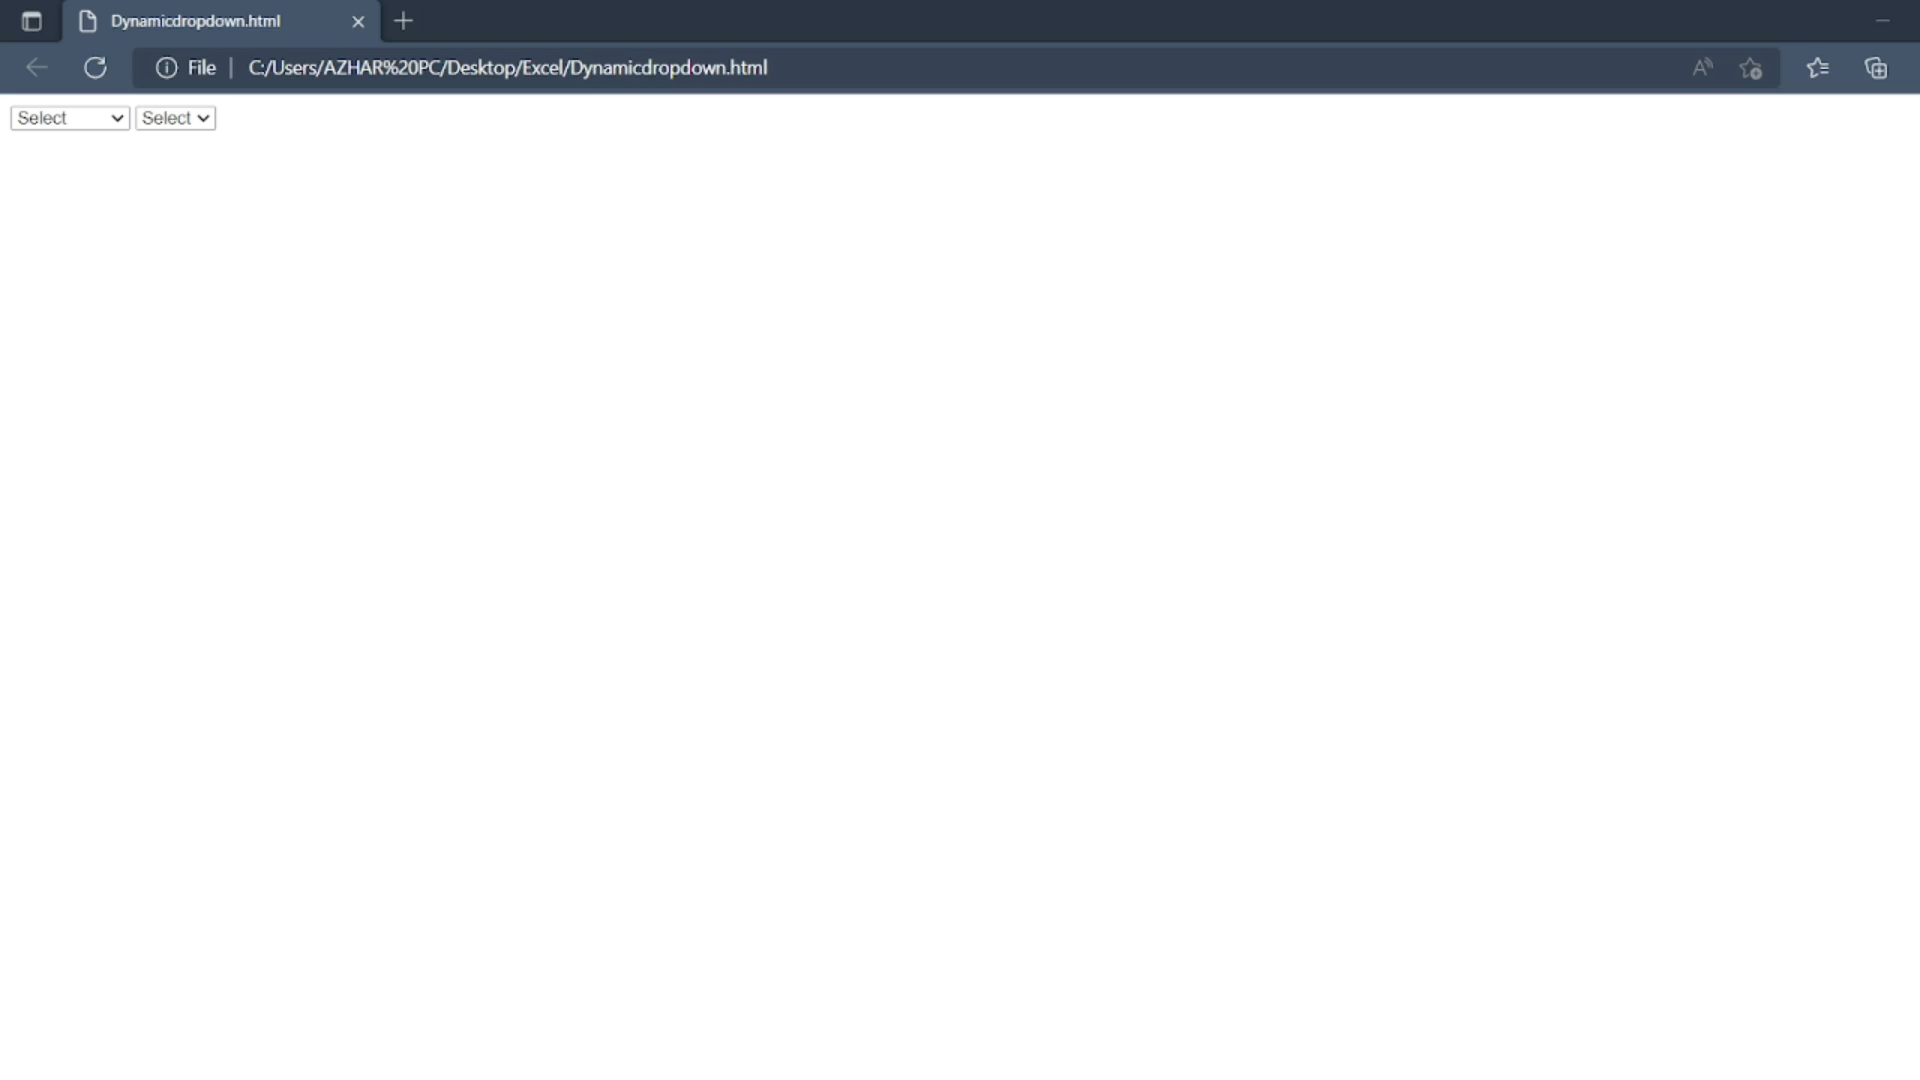 Dynamicdropdown.html
File | C:/Users/AZHAR%20PC/Desktop/Excel/Dynamicdropdown.html
Select Select